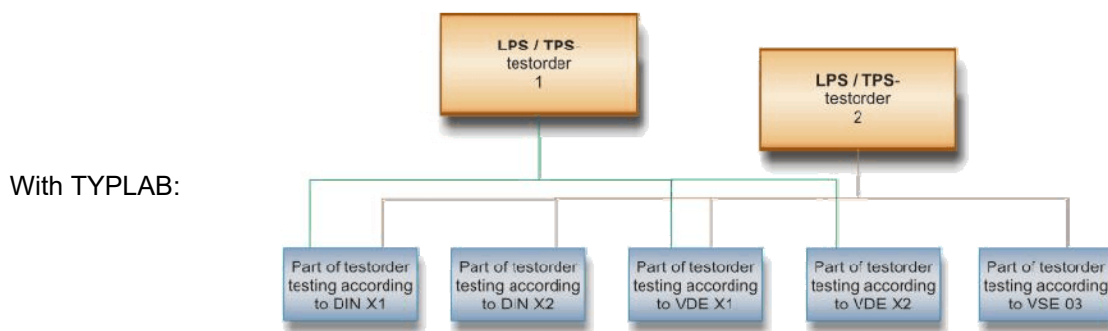 LPS / TPS-
testorder
1
LPS / TPS-
testorder
2
With TYPLAB:
Part of testorder
testing according
to DIN X1
Part of testorder
testing according
to DIN X2
Part of testorder
testing according
to VDE X1
Part of testorder
testing according
to VDE X2
Part of testorder
testing according
to VSE 03